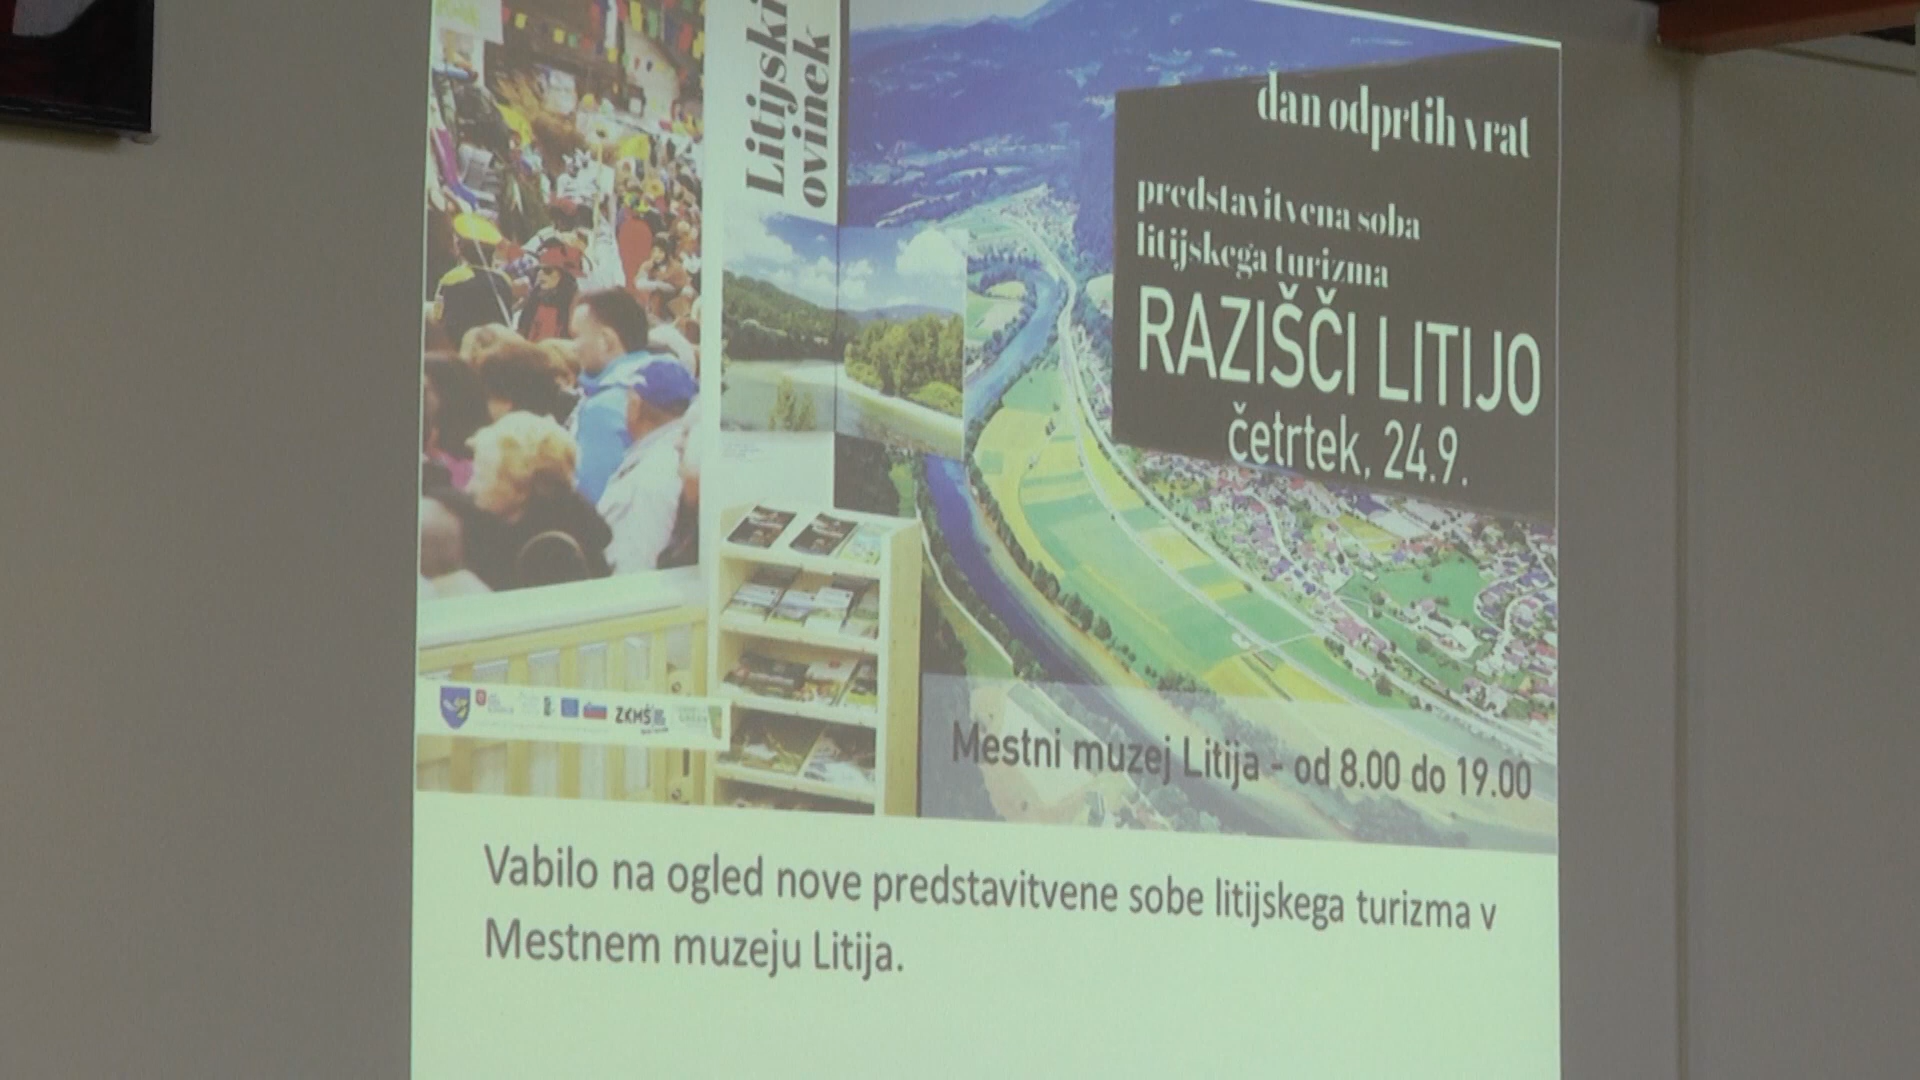 Litijski
ovinek
dan odprtih vrat
predstavitvena soba
litijskega turizma
RAZIŠČI LITIJO
četrtek, 24.9.
ZKMŠ
Mestni muzej Litija - od 8.00 do 19.00
Vabilo na ogled nove predstavitvene sobe litijskega turizma v
Mestnem muzeju Litija.